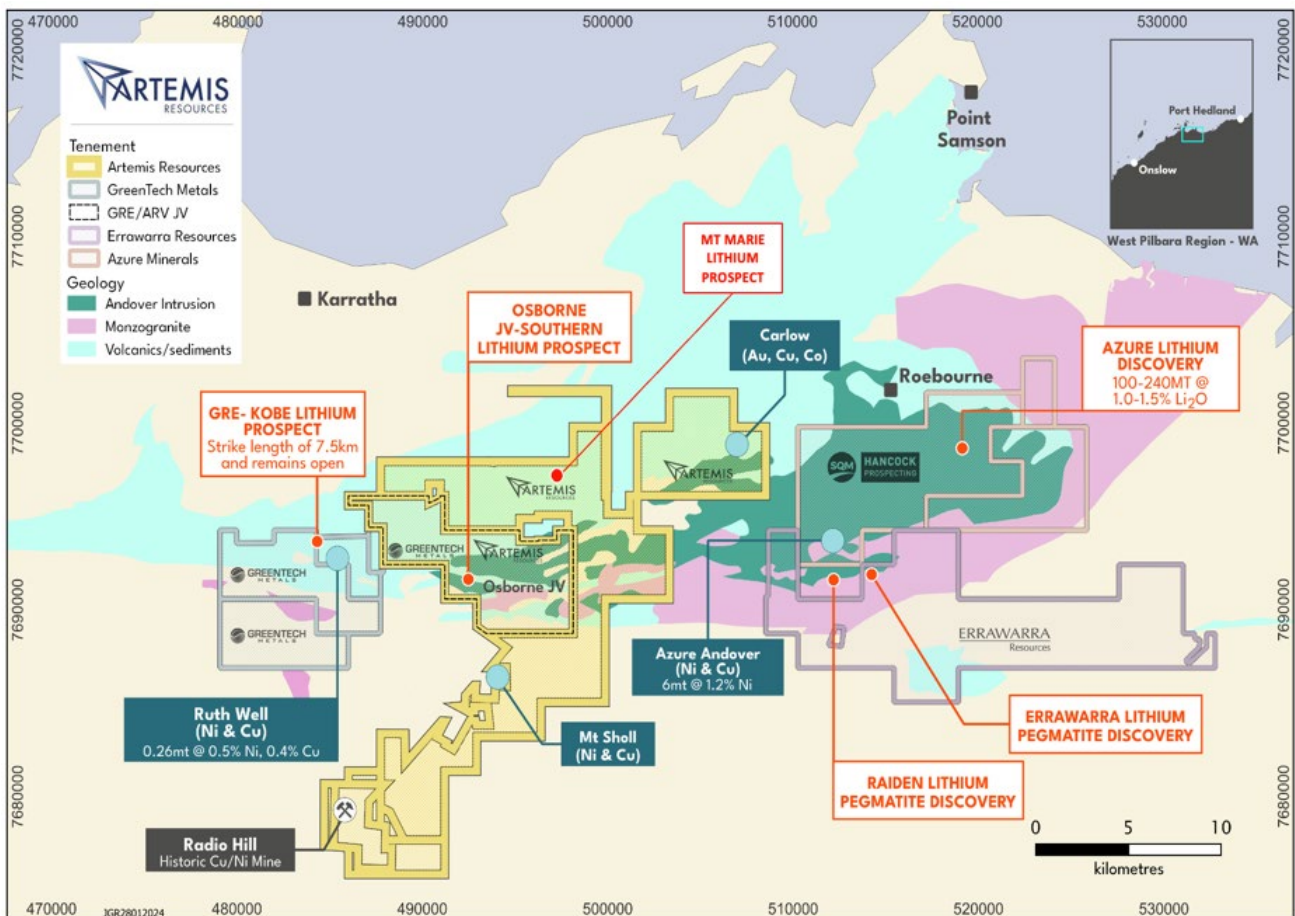 470000 480000 490000 500000 510000 520000 530000
7720000
7710000
7700000
7690000
7680000
ARTEMIS
RESOURCES
Tenement
Artemis Resources
GreenTech Metals
GRE/ARV JV
Errawarra Resources
Azure Minerals
Geology
Andover Intrusion
Monzogranite
Volcanics/sediments
Point
Samson
Port Hedland
Onslow
West Pilbara Region - WA
7720000
7710000
7700000
7690000
7680000
Karratha
MT MARIE
LITHIUM
PROSPECT
OSBORNE
JV-SOUTHERN
LITHIUM PROSPECT
Carlow
(Au, Cu, Co)
Roebourne
AZURE LITHIUM
DISCOVERY
100-240MT @
1.0-1.5% Li₂O
GRE- KOBE LITHIUM
PROSPECT
Strike length of 7.5km
and remains open
ARTEMIS
RESOURCES
ARTEMIS
RESOURCES
SQM
HANCOCK
PROSPECTING
GREENTECH
METALS
ARTEMIS
RESOURCES
Osborne JV
GREENTECH
METALS
GREENTECH
METALS
ERRAWARRA
Resources
Azure Andover
(Ni & Cu)
6mt @ 1.2% Ni
Ruth Well
(Ni & Cu)
0.26mt @ 0.5% Ni, 0.4% Cu
Mt Sholl
(Ni & Cu)
ERRAWARRA LITHIUM
PEGMATITE DISCOVERY
RAIDEN LITHIUM
PEGMATITE DISCOVERY
Radio Hill
Historic Cu/Ni Mine
0 5 10
kilometres
470000 JGR28012024 480000 490000 500000 510000 520000 530000